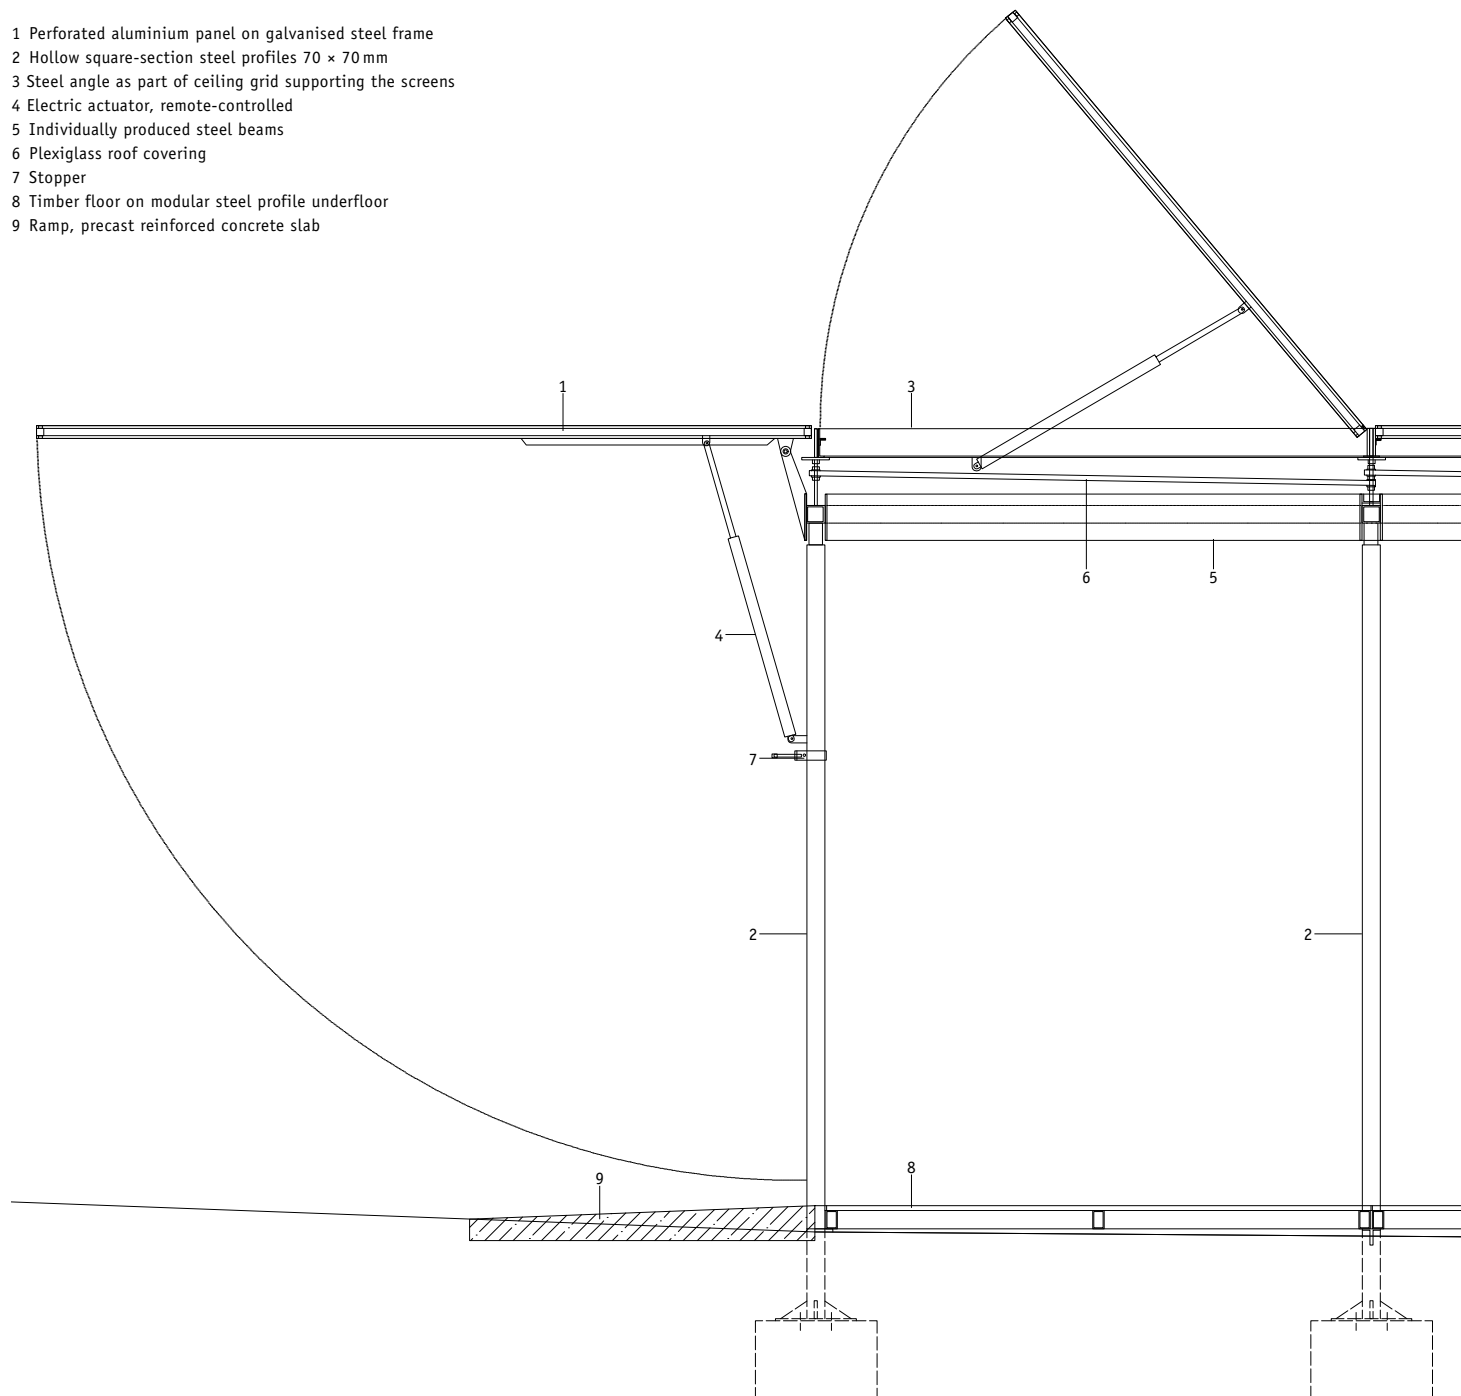 1 Perforated aluminium panel on galvanised steel frame
2 Hollow square-section steel profiles 70 × 70 mm
3 Steel angle as part of ceiling grid supporting the screens
4 Electric actuator, remote-controlled
5 Individually produced steel beams
6 Plexiglass roof covering
7 Stopper
8 Timber floor on modular steel profile underfloor
9 Ramp, precast reinforced concrete slab
1
3
6
5
4
7
2
2
8
9